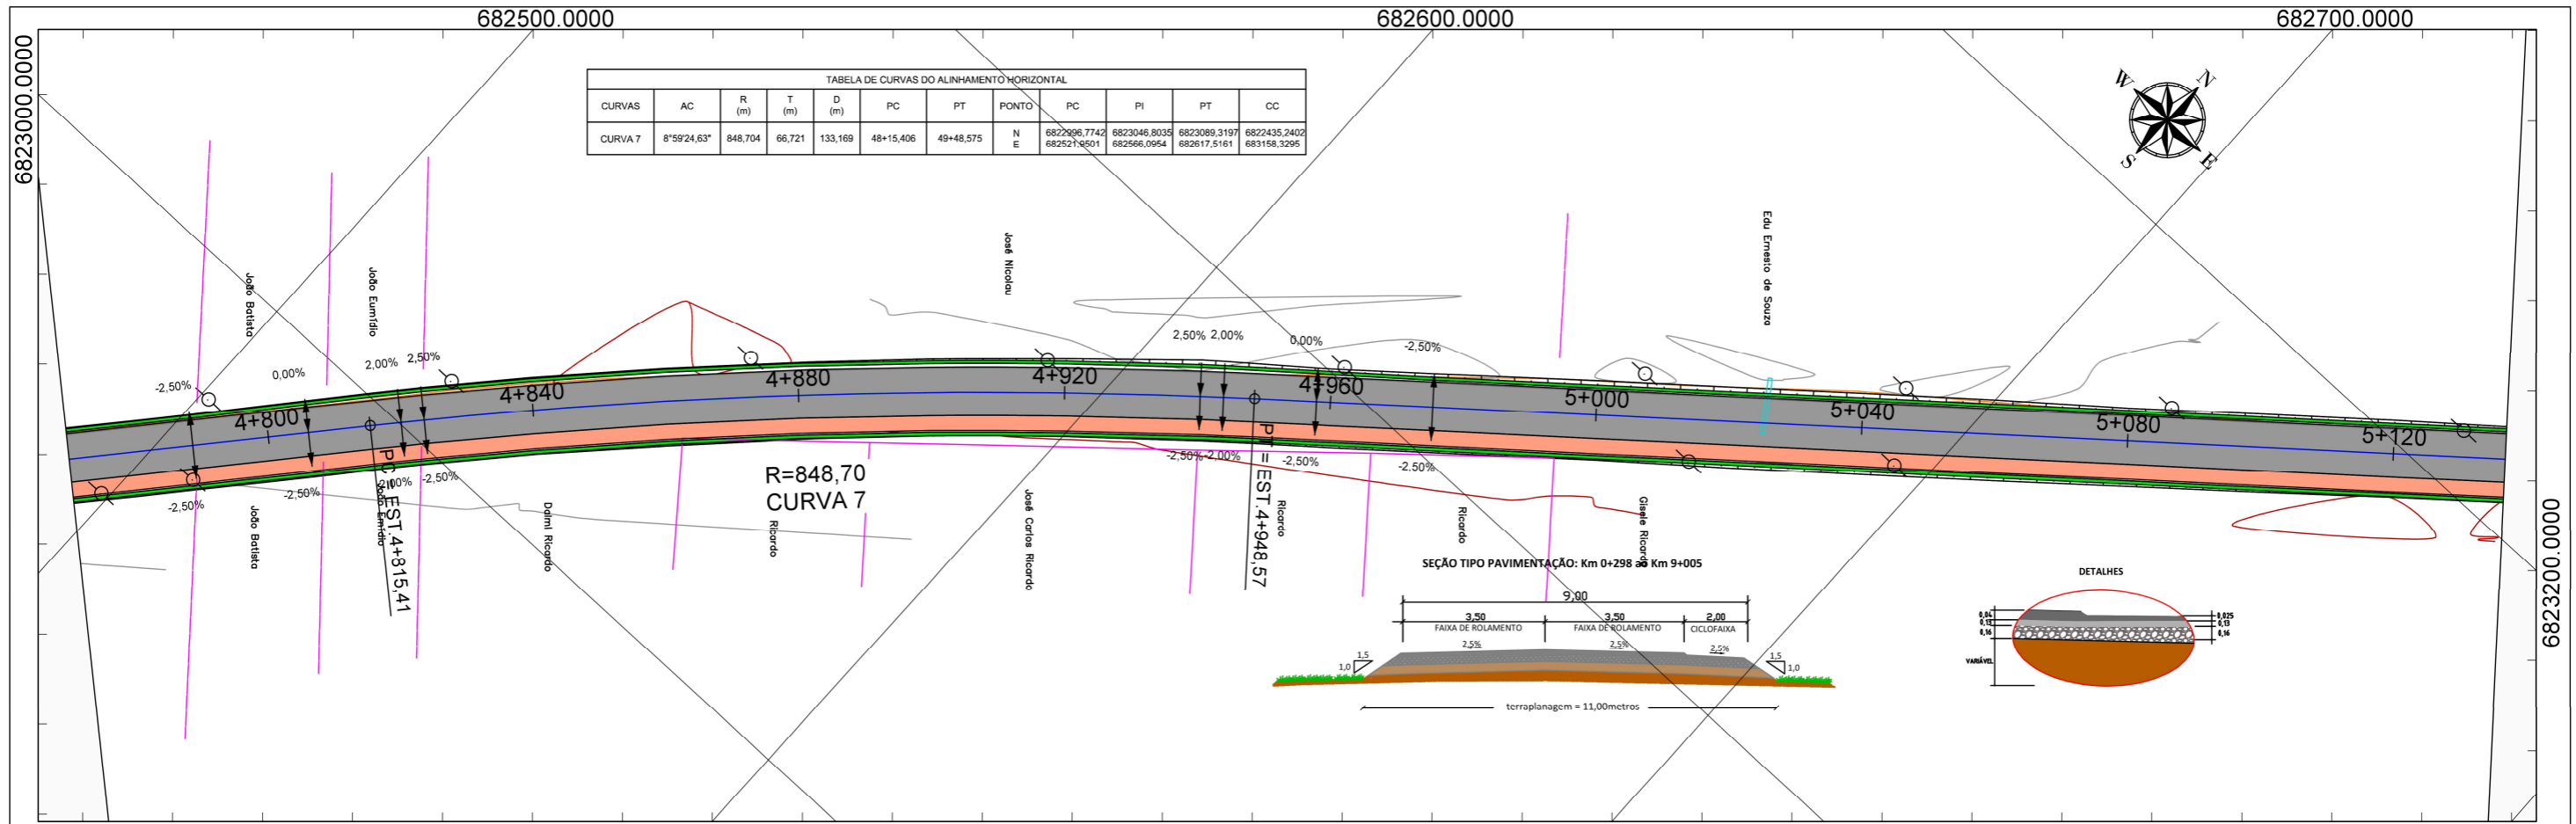 682500.0000
682600.0000
682700.0000
6823000.0000
6823200.0000
TABELA DE CURVAS DO ALINHAMENTO HORIZONTAL
CURVAS AC R (m) T (m) D (m) PC PT PONTO PC PI PT CC
CURVA 7 8°59'24,63" 848,704 66,721 133,169 48+15,406 49+48,575 N 6822996,7742 6823046,8035 6823089,3197 6822435,2402
E 682521,9501 682566,0954 682617,5161 683158,3295
W N
S E
João Batista
João Eumídio
José Nicolau
Edu Ernesto de Souza
-2,50%
0,00%
2,00%
2,50%
2,50%
2,00%
0,00%
-2,50%
4+800
4+840
4+880
4+920
4+960
5+000
5+040
5+080
5+120
-2,50%
-2,50%
-2,00%
-2,50%
-2,50%
-2,00%
-2,50%
-2.50%
PC = EST.4+815,41
PT = EST.4+948,57
R=848,70
CURVA 7
João Batista
João Emídio
Dalmi Ricardo
Ricardo
José Carlos Ricardo
Ricardo
Ricardo
Gisele Ricardo
SEÇÃO TIPO PAVIMENTAÇÃO: Km 0+298 ao Km 9+005
9,00
3,50 3,50 2,00
FAIXA DE ROLAMENTO FAIXA DE ROLAMENTO CICLOFAIXA
2,5% 2,5% 2,5%
1,5
1,0
1,5
1,0
terraplanagem = 11,00metros
DETALHES
0,04
0,13
0,16
VARIÁVEL
0,025
0,13
0,16